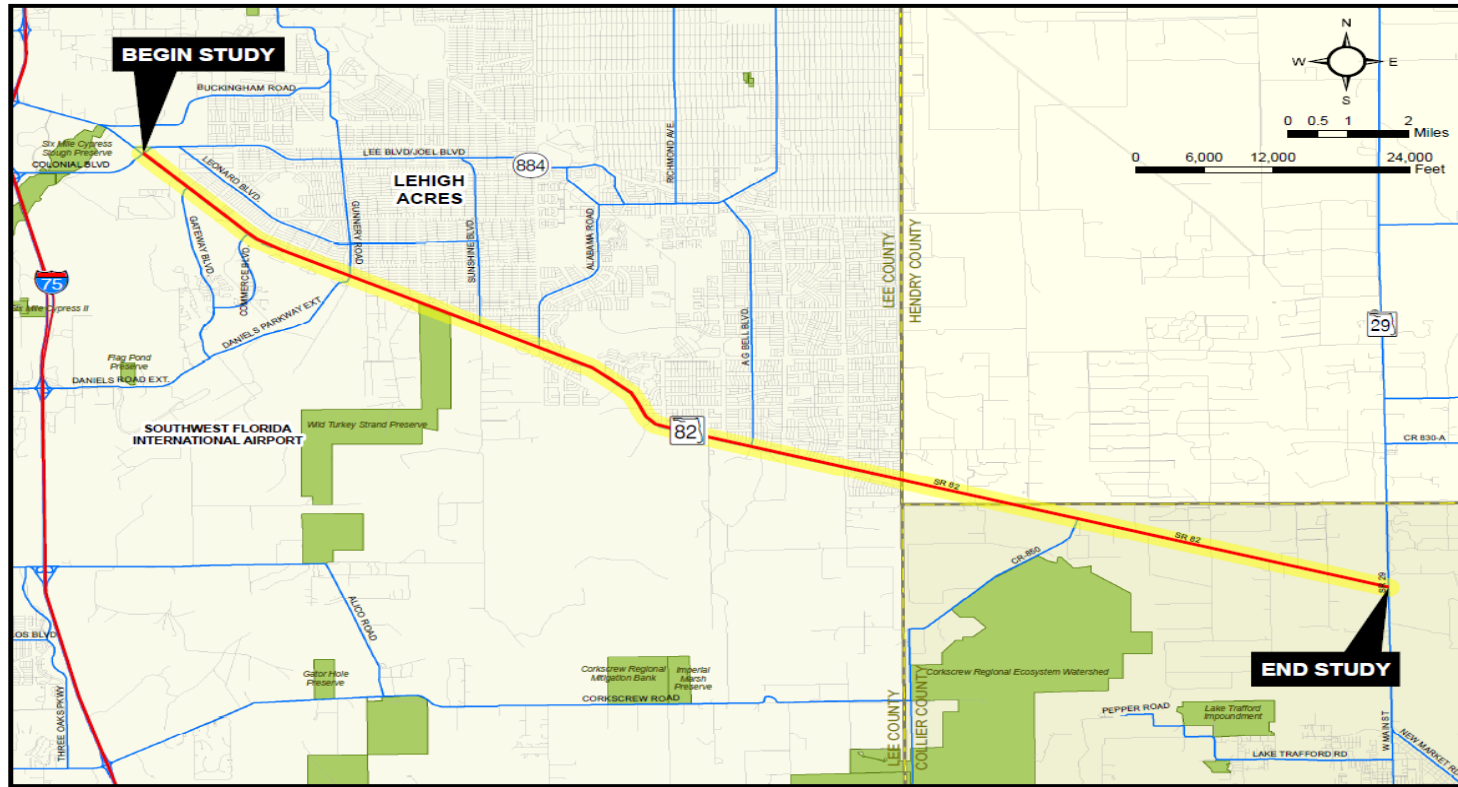 BEGIN STUDY
N
W
E
S
BUCKINGHAM ROAD
0 0.5 1 2
Miles
Six Mile Cypress
Slough Preserve
COLONIAL BLVD
LEE BLVD/JOEL BLVD
884
RICHMOND AVE.
0 6,000 12,000 24,000
Feet
LEONARD BLVD.
LEHIGH
ACRES
GATEWAY BLVD.
GUNNERY ROAD
SUNSHINE BLVD.
ALABAMA ROAD
COMMERCE BLVD.
LEE COUNTY
HENDRY COUNTY
75
Six Mile Cypress II
DANIELS PARKWAY EXT.
A G BELL BLVD.
29
Flag Pond
Preserve
DANIELS ROAD EXT.
SOUTHWEST FLORIDA
INTERNATIONAL AIRPORT
Wild Turkey Strand Preserve
82
CR 830-A
SR 82
SR 82
CR-850
SR 29
ALICO ROAD
OS BLVD
THREE OAKS PKWY
Gator Hole
Preserve
Corkscrew Regional
Mitigation Bank
Imperial
Marsh
Preserve
CORKSCREW ROAD
Corkscrew Regional Ecosystem Watershed
END STUDY
LEE COUNTY
COLLIER COUNTY
PEPPER ROAD
Lake Trafford
Impoundment
W MAIN ST
NEW MARKET RD
LAKE TRAFFORD RD